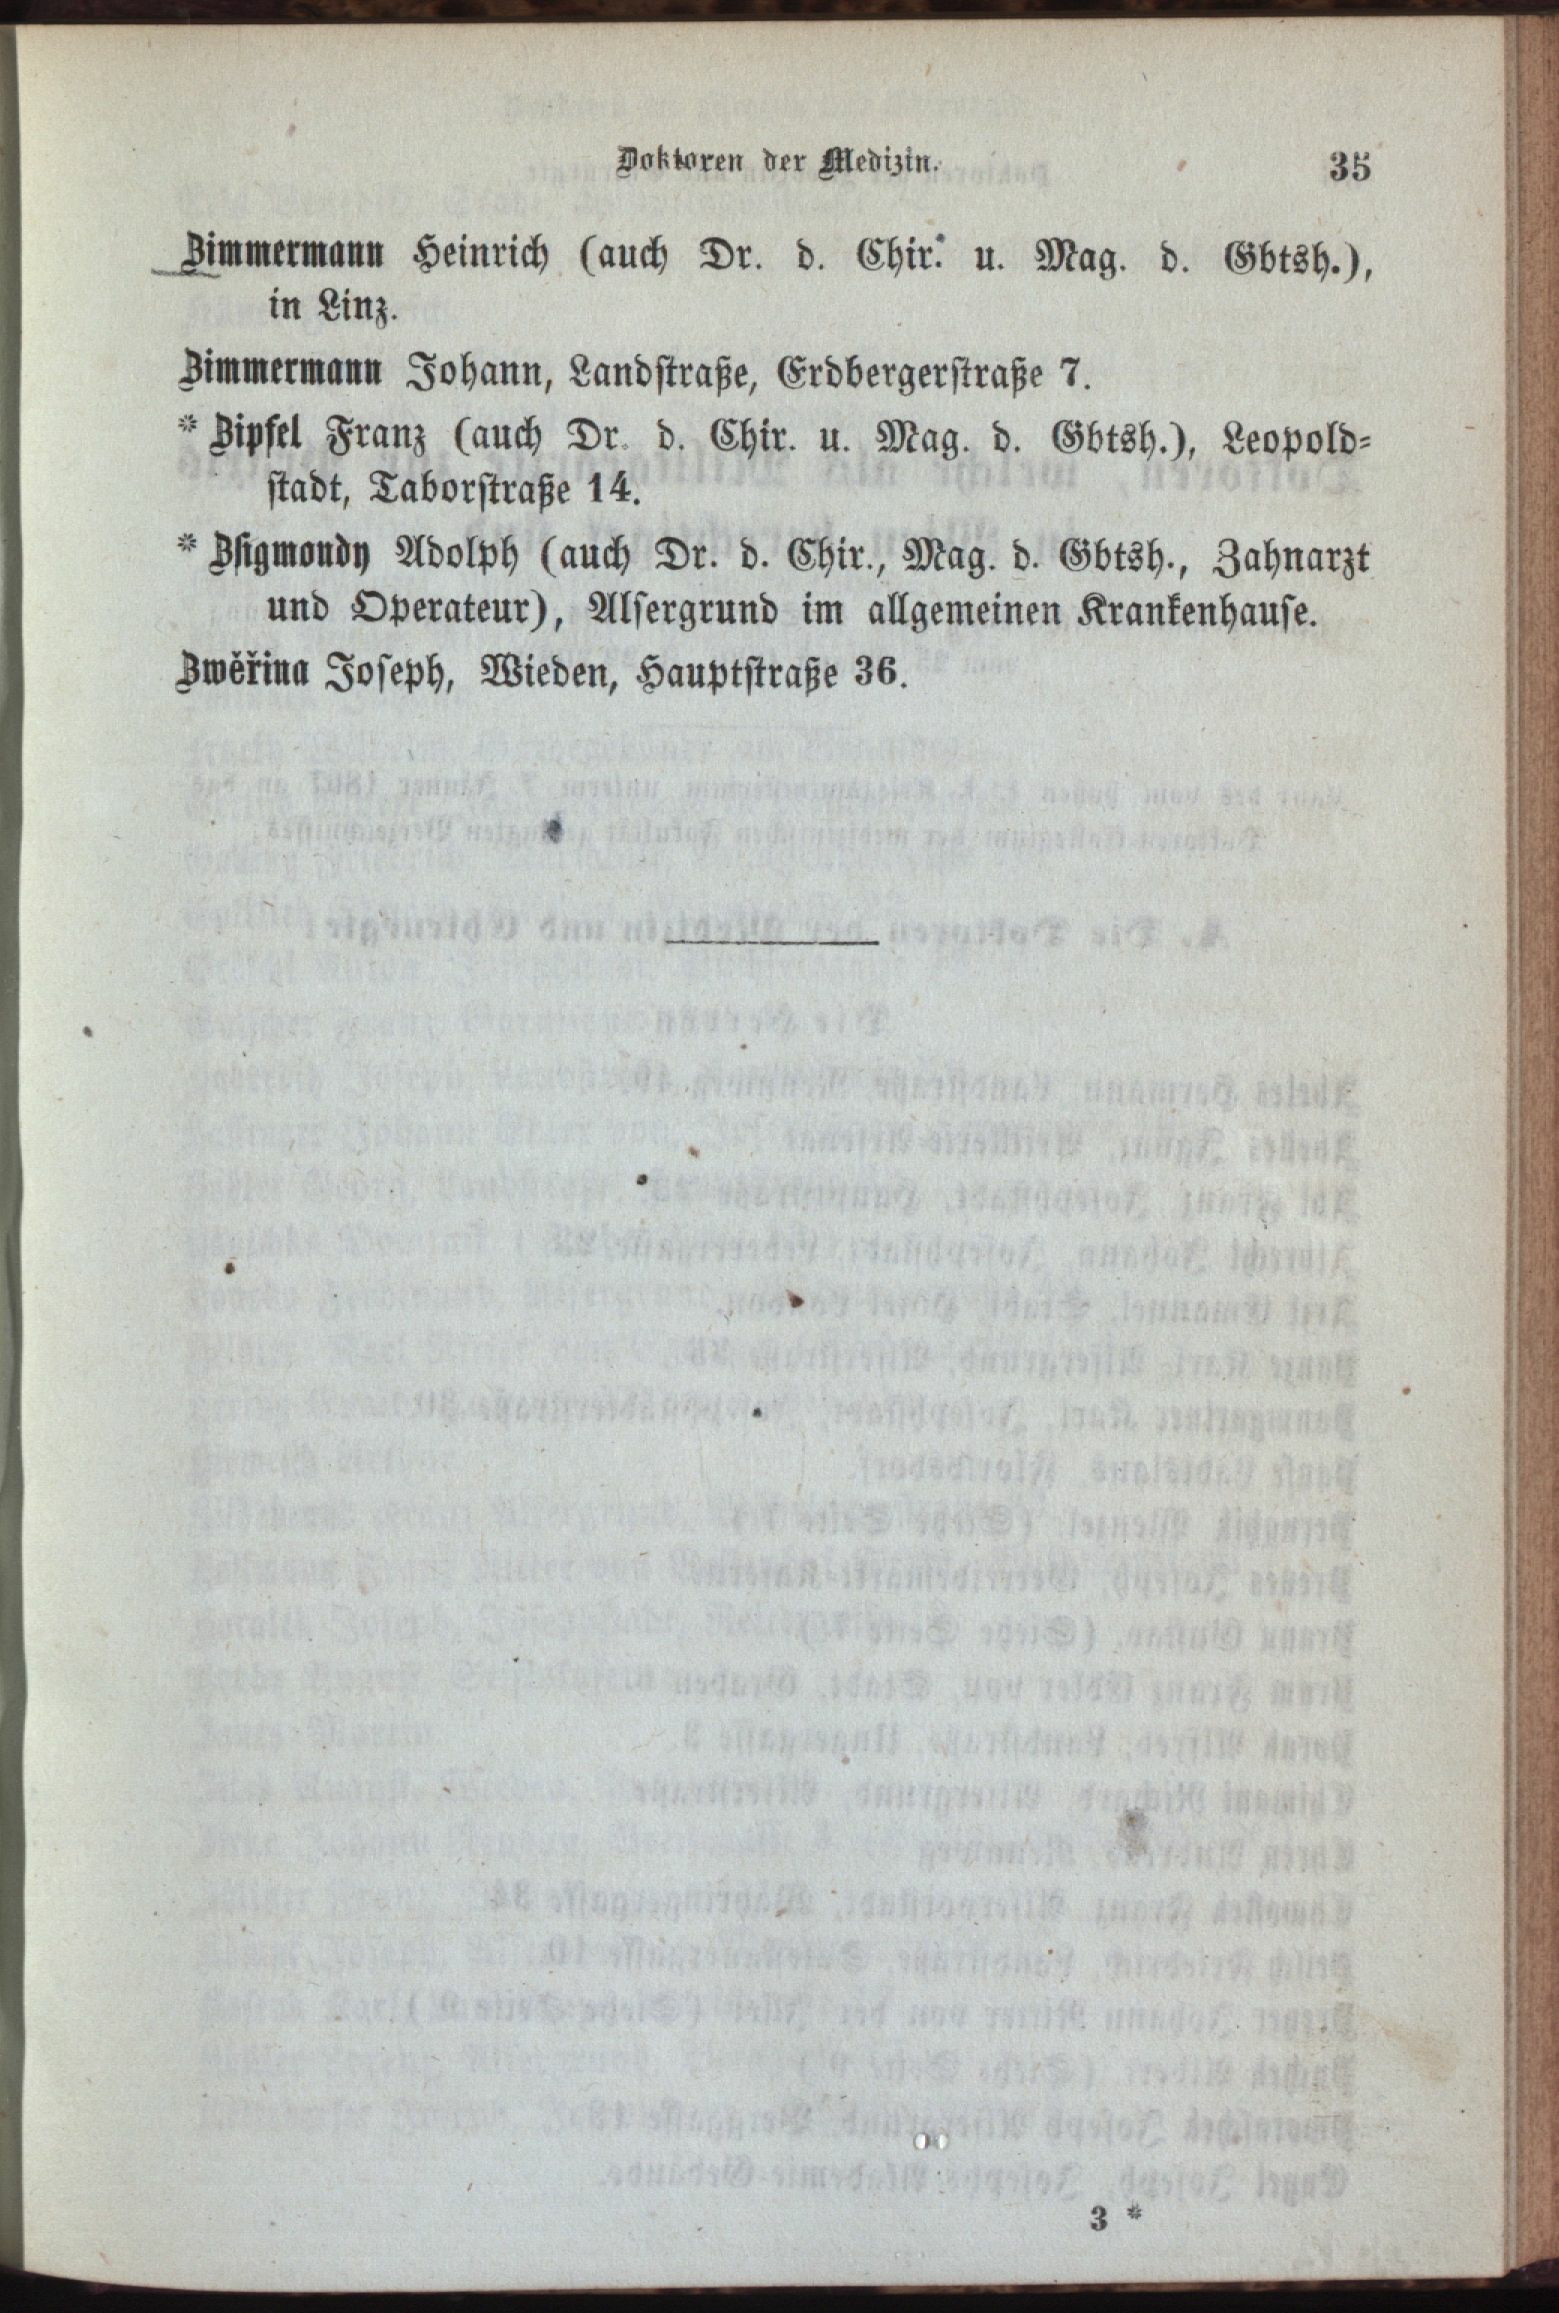 Doktoren der Medizin.
35
Zimmermann Heinrich (auch Dr. d. Chir. u. Mag. d. Gbtsh.),
in Linz.
Zimmermann Johann, Landstraße, Erdbergerstraße 7.
* Zipfel Franz (auch Dr. d. Chir. u. Mag. d. Gbtsh.), Leopold-
stadt, Taborstraße 14.
* Zsigmondy Adolph (auch Dr. d. Chir., Mag. d. Gbtsh., Zahnarzt
und Operateur), Alsergrund im allgemeinen Krankenhause.
Zwěřina Joseph, Wieden, Hauptstraße 36.
3 *